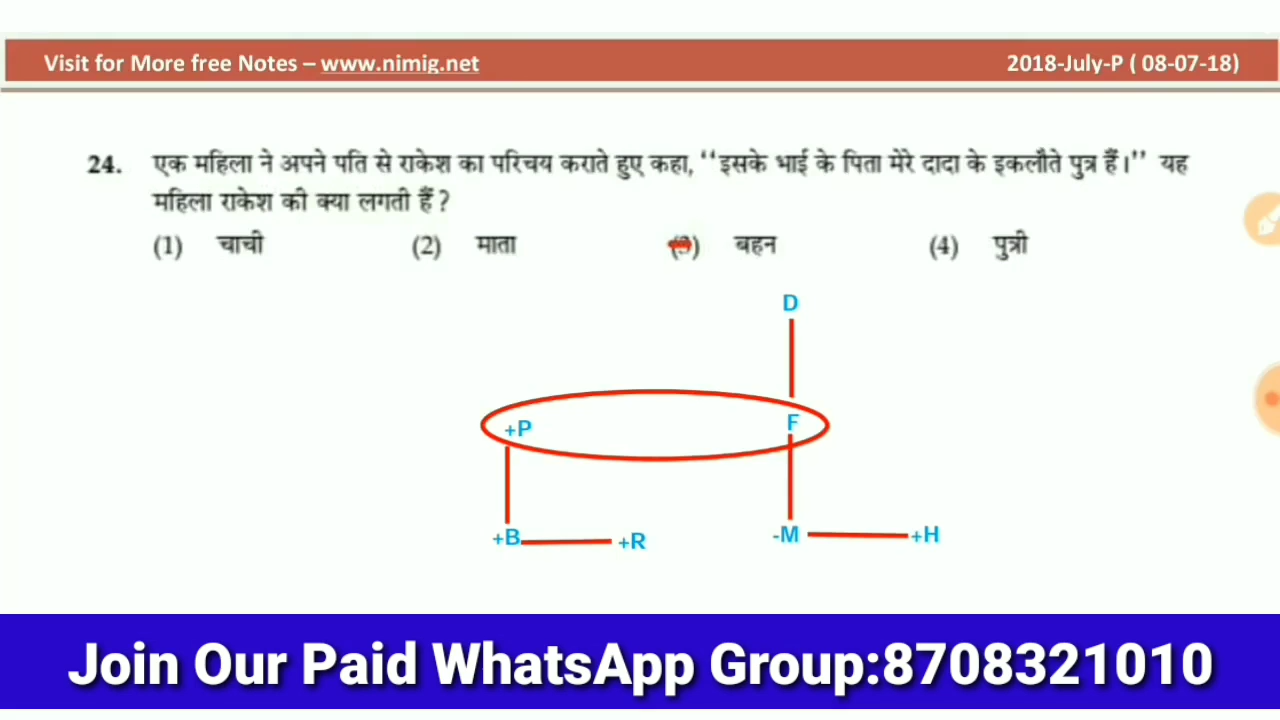 Visit for More free Notes – www.nimig.net 2018-July-P ( 08-07-18)
24. एक महिला ने अपने पति से राकेश का परिचय कराते हुए कहा, ‘‘इसके भाई के पिता मेरे दादा के इकलौते पुत्र हैं।’’ यह
महिला राकेश की क्या लगती हैं ?
(1) चाची (2) माता (3) बहन (4) पुत्री
D
+P F
+B +R -M +H
Join Our Paid WhatsApp Group:8708321010